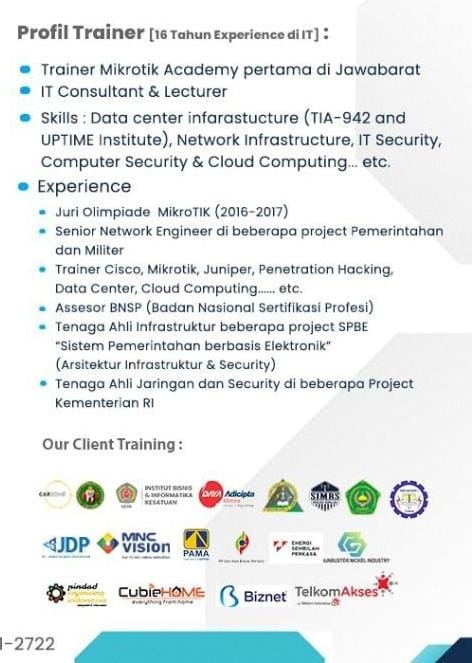 Profil Trainer [16 Tahun Experience di IT] :
Trainer Mikrotik Academy pertama di Jawabarat
IT Consultant & Lecturer
Skills : Data center infarastucture (TIA-942 and
UPTIME Institute), Network Infrastructure, IT Security,
Computer Security & Cloud Computing... etc.
Experience
Juri Olimpiade MikroTIK (2016-2017)
Senior Network Engineer di beberapa project Pemerintahan
dan Militer
Trainer Cisco, Mikrotik, Juniper, Penetration Hacking,
Data Center, Cloud Computing...... etc.
Assesor BNSP (Badan Nasional Sertifikasi Profesi)
Tenaga Ahli Infrastruktur beberapa project SPBE
"Sistem Pemerintahan berbasis Elektronik"
(Arsitektur Infrastruktur & Security)
Tenaga Ahli Jaringan dan Security di beberapa Project
Kementerian RI
Our Client Training :
CARSOME
INSTITUT BISNIS
& INFORMATIKA
KESATUAN
DAYA Adicipta
SIMRS
JDP
MNC
VISION
PAMA
ENERGI
SEMBILAN
PERKASA
GUNBUSTER NICKEL INDUSTRY
pindad
enjiniring
indonesia
CUBIEHOME
everything from home
Biznet
TelkomAkses
1-2722